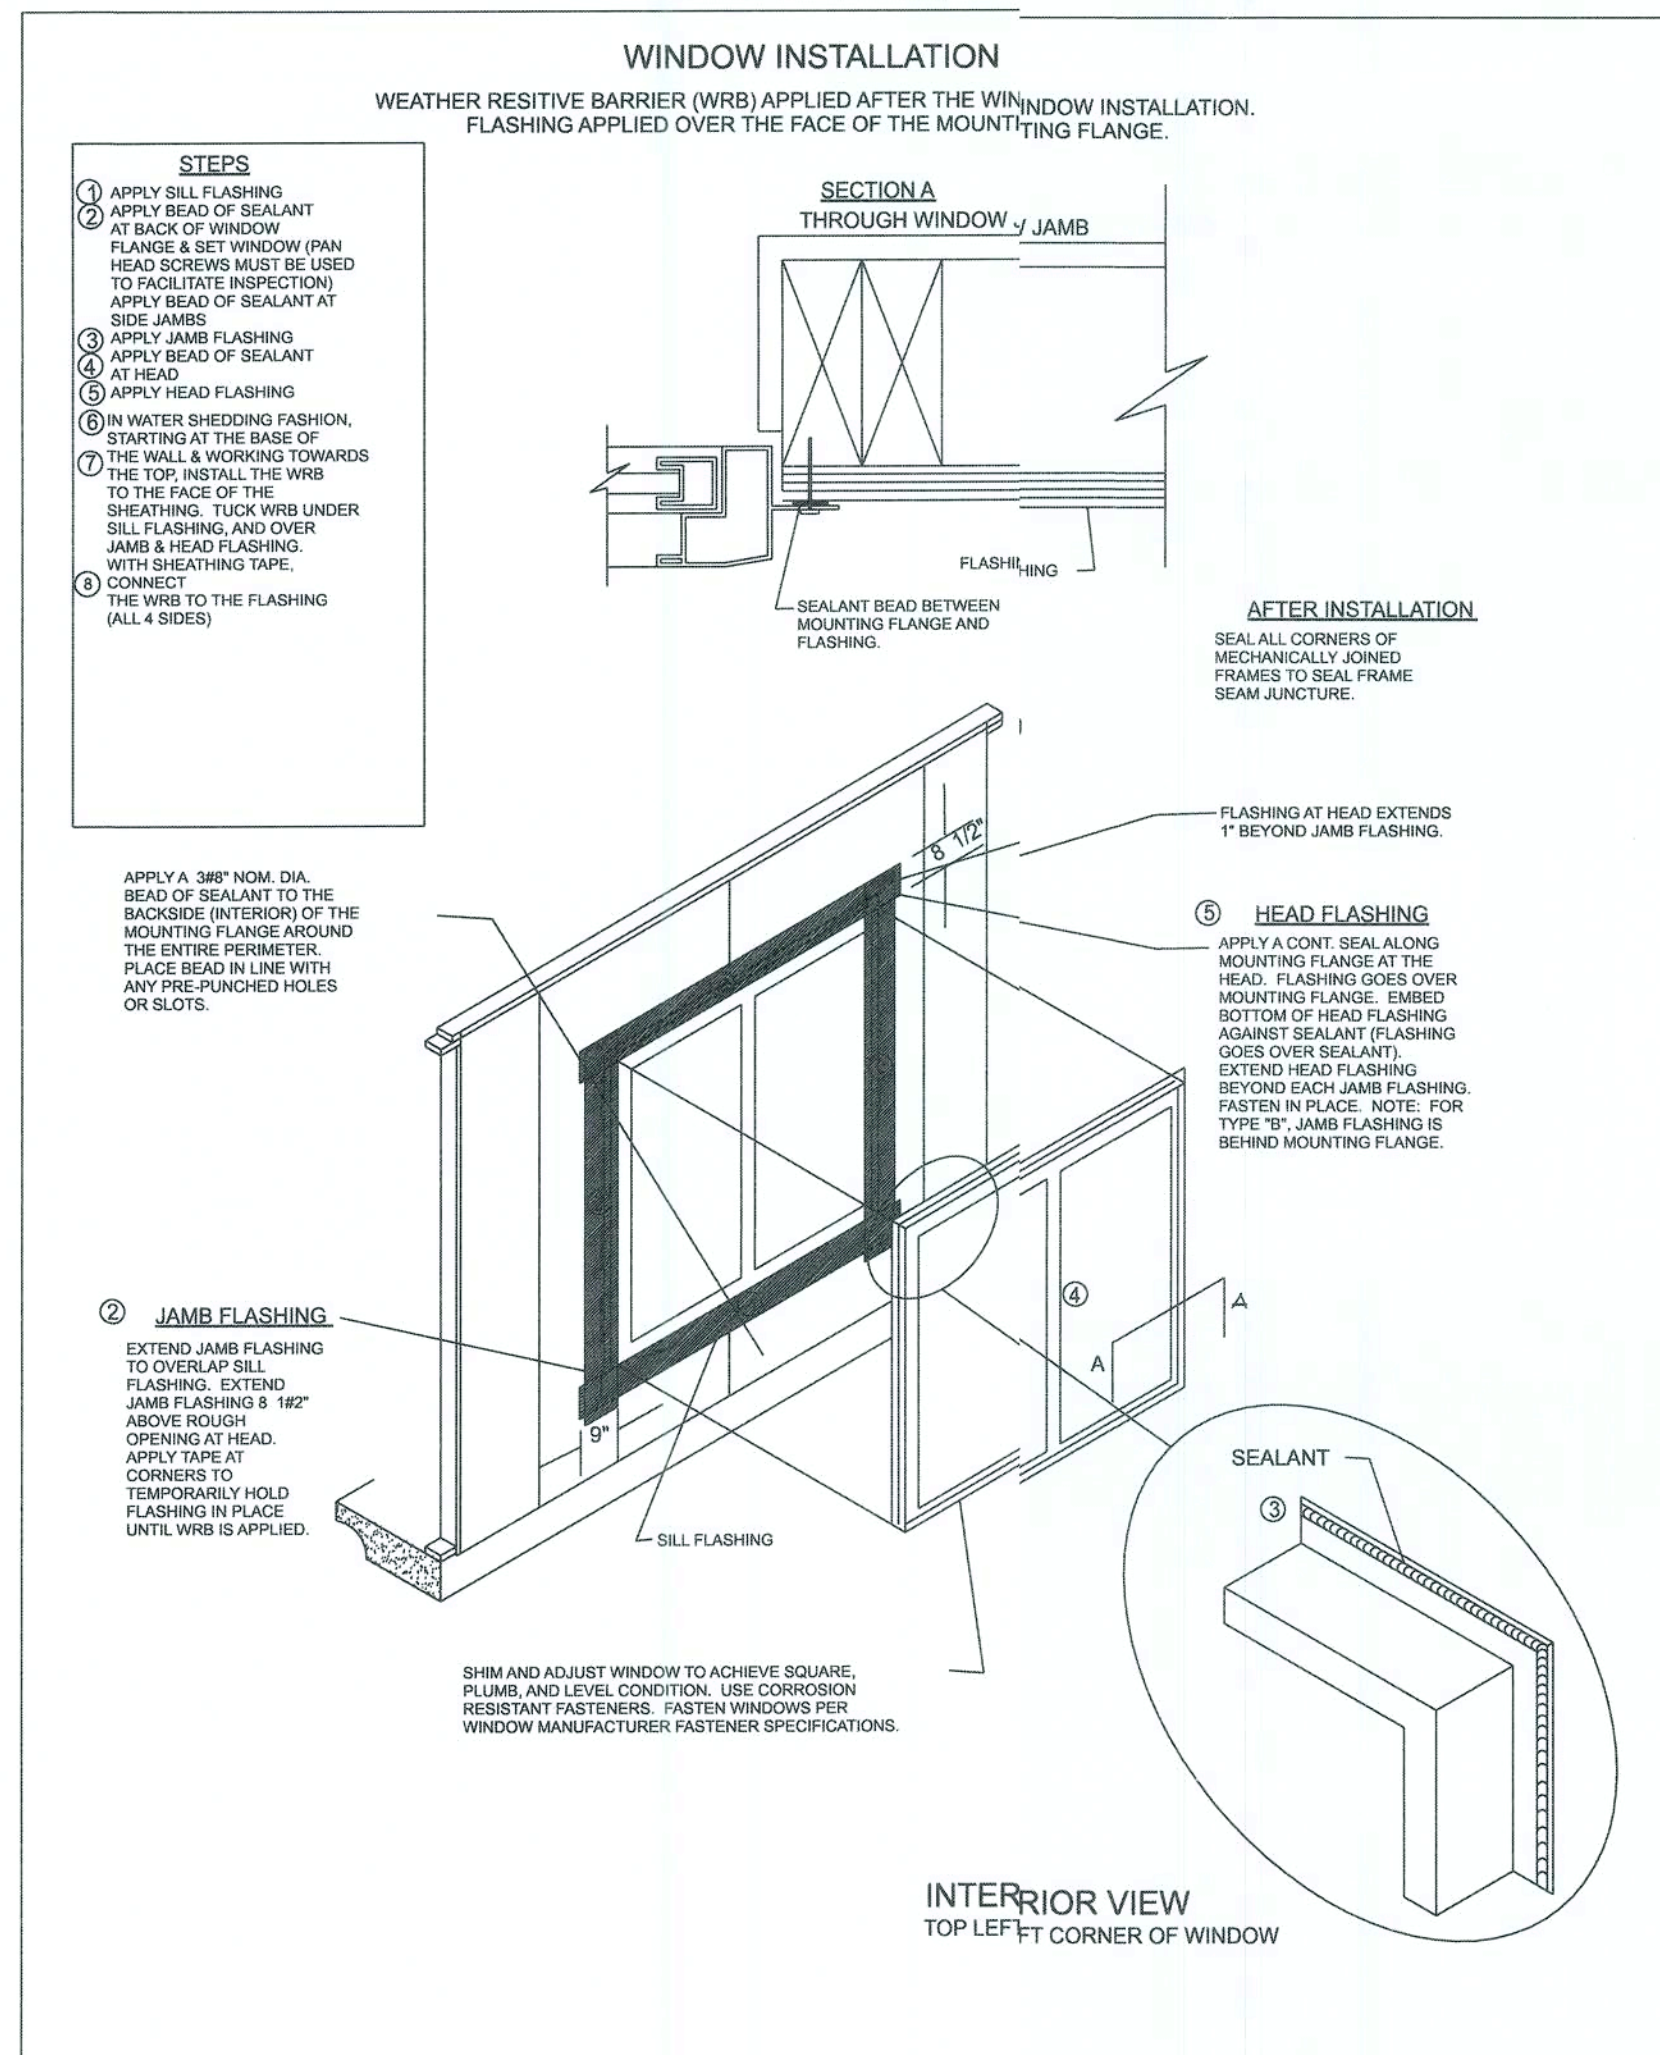 WINDOW INSTALLATION
WEATHER RESITIVE BARRIER (WRB) APPLIED AFTER THE WININDOW INSTALLATION.
FLASHING APPLIED OVER THE FACE OF THE MOUNTITING FLANGE.
STEPS
1 APPLY SILL FLASHING
2 APPLY BEAD OF SEALANT
AT BACK OF WINDOW
FLANGE & SET WINDOW (PAN
HEAD SCREWS MUST BE USED
TO FACILITATE INSPECTION)
APPLY BEAD OF SEALANT AT
SIDE JAMBS
3 APPLY JAMB FLASHING
4 APPLY BEAD OF SEALANT
AT HEAD
5 APPLY HEAD FLASHING
6 IN WATER SHEDDING FASHION,
STARTING AT THE BASE OF
7 THE WALL & WORKING TOWARDS
THE TOP, INSTALL THE WRB
TO THE FACE OF THE
SHEATHING. TUCK WRB UNDER
SILL FLASHING, AND OVER
JAMB & HEAD FLASHING.
WITH SHEATHING TAPE,
8 CONNECT
THE WRB TO THE FLASHING
(ALL 4 SIDES)
SECTION A
THROUGH WINDOW JAMB
FLASHIHING
SEALANT BEAD BETWEEN
MOUNTING FLANGE AND
FLASHING.
AFTER INSTALLATION
SEAL ALL CORNERS OF
MECHANICALLY JOINED
FRAMES TO SEAL FRAME
SEAM JUNCTURE.
8 1/2"
FLASHING AT HEAD EXTENDS
1" BEYOND JAMB FLASHING.
APPLY A 3#8" NOM. DIA.
BEAD OF SEALANT TO THE
BACKSIDE (INTERIOR) OF THE
MOUNTING FLANGE AROUND
THE ENTIRE PERIMETER.
PLACE BEAD IN LINE WITH
ANY PRE-PUNCHED HOLES
OR SLOTS.
5 HEAD FLASHING
APPLY A CONT. SEAL ALONG
MOUNTING FLANGE AT THE
HEAD. FLASHING GOES OVER
MOUNTING FLANGE. EMBED
BOTTOM OF HEAD FLASHING
AGAINST SEALANT (FLASHING
GOES OVER SEALANT).
EXTEND HEAD FLASHING
BEYOND EACH JAMB FLASHING.
FASTEN IN PLACE. NOTE: FOR
TYPE "B", JAMB FLASHING IS
BEHIND MOUNTING FLANGE.
2 JAMB FLASHING
EXTEND JAMB FLASHING
TO OVERLAP SILL
FLASHING. EXTEND
JAMB FLASHING 8 1#2"
ABOVE ROUGH
OPENING AT HEAD.
APPLY TAPE AT
CORNERS TO
TEMPORARILY HOLD
FLASHING IN PLACE
UNTIL WRB IS APPLIED.
4
A
A
9"
SILL FLASHING
SEALANT
3
SHIM AND ADJUST WINDOW TO ACHIEVE SQUARE,
PLUMB, AND LEVEL CONDITION. USE CORROSION
RESISTANT FASTENERS. FASTEN WINDOWS PER
WINDOW MANUFACTURER FASTENER SPECIFICATIONS.
INTERRIOR VIEW
TOP LEFTFT CORNER OF WINDOW